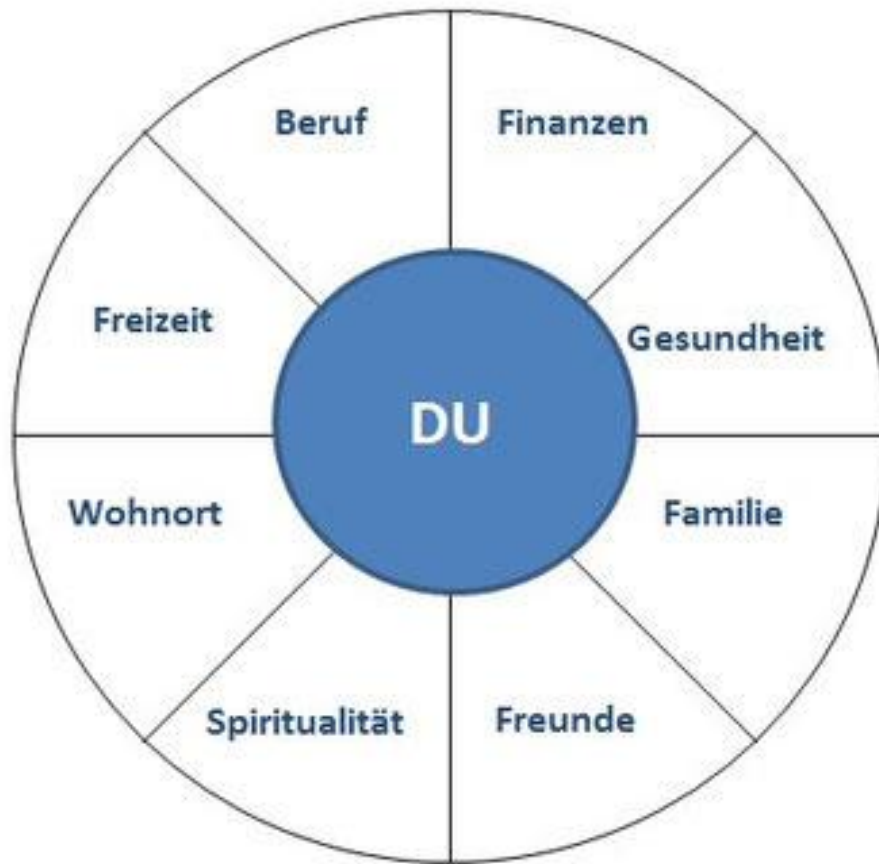 Beruf
Finanzen
Freizeit
Gesundheit
DU
Wohnort
Familie
Spiritualität
Freunde